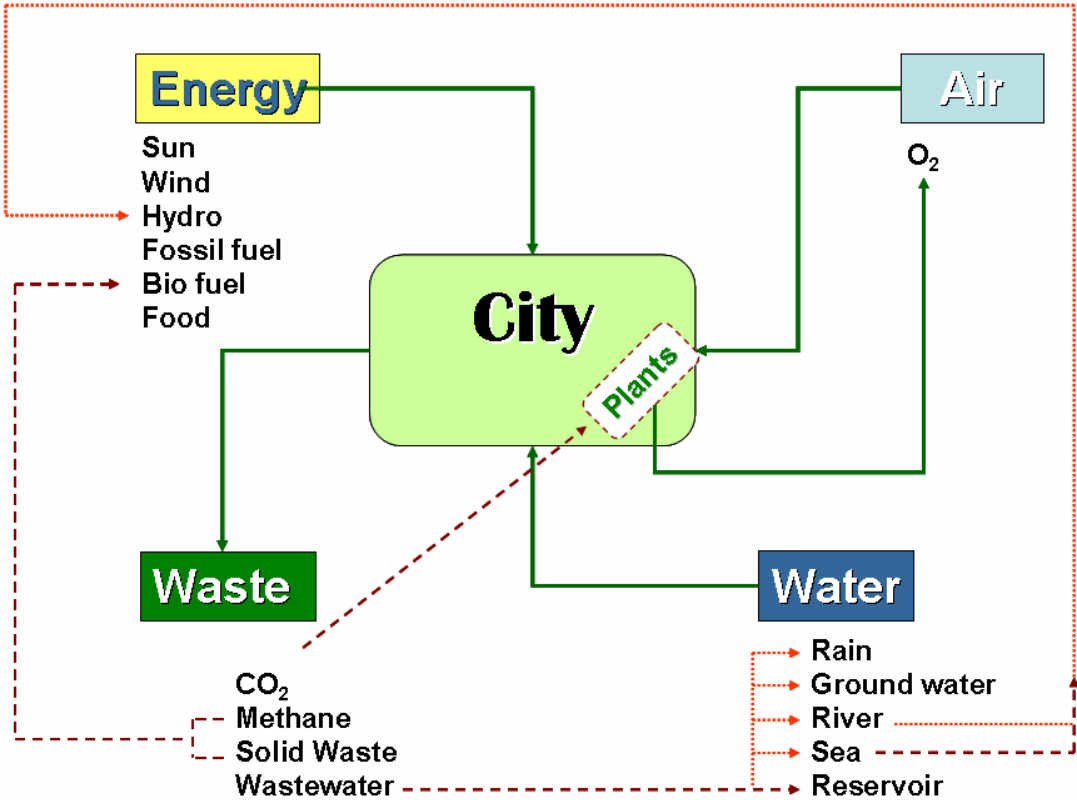 Energy
Sun
Wind
Hydro
Fossil fuel
Bio fuel
Food
Air
O₂
City
Plants
Waste
CO₂
Methane
Solid Waste
Wastewater
Water
Rain
Ground water
River
Sea
Reservoir